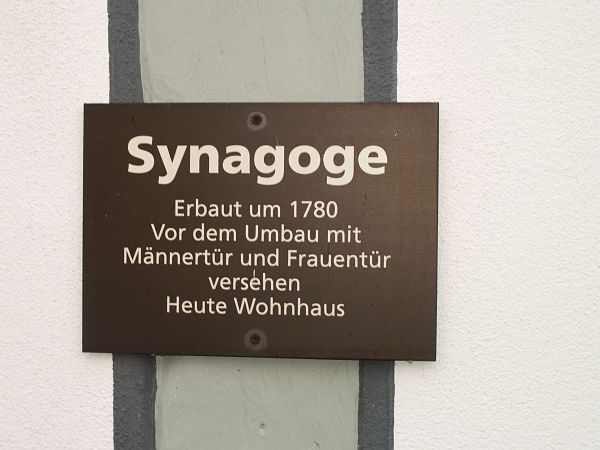 Synagoge
Erbaut um 1780
Vor dem Umbau mit
Männertür und Frauentür
versehen
Heute Wohnhaus